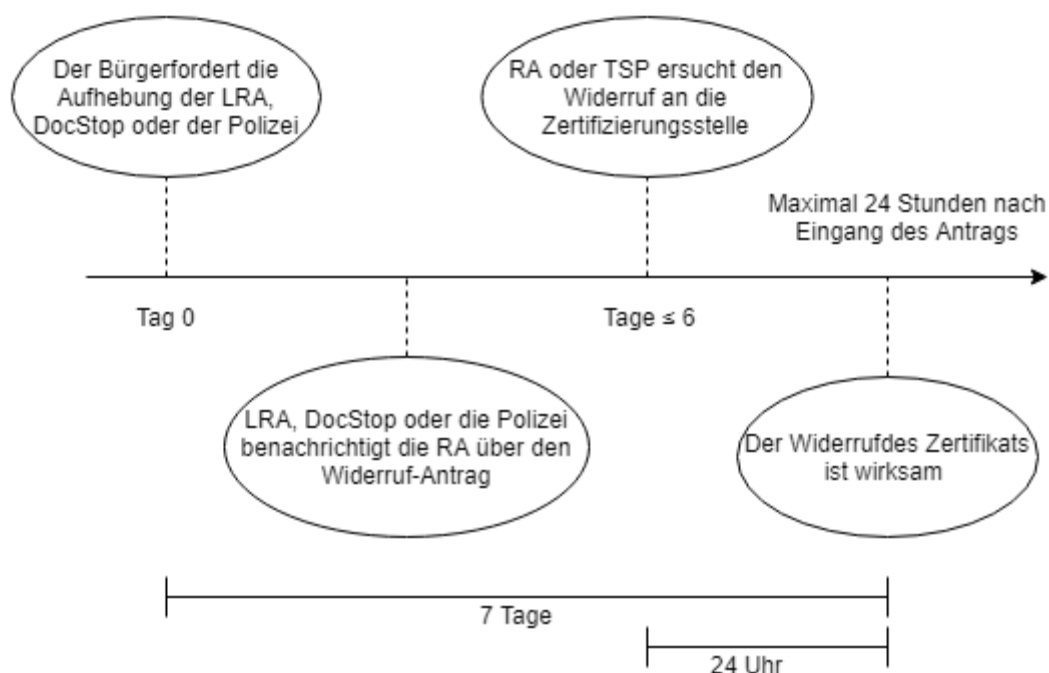 Der Bürgerfordert die
Aufhebung der LRA,
DocStop oder der Polizei
RA oder TSP ersucht den
Widerruf an die
Zertifizierungsstelle
Maximal 24 Stunden nach
Eingang des Antrags
Tag 0
Tage ≤ 6
LRA, DocStop oder die Polizei
benachrichtigt die RA über den
Widerruf-Antrag
Der Widerrufdes Zertifikats
ist wirksam
7 Tage
24 Uhr